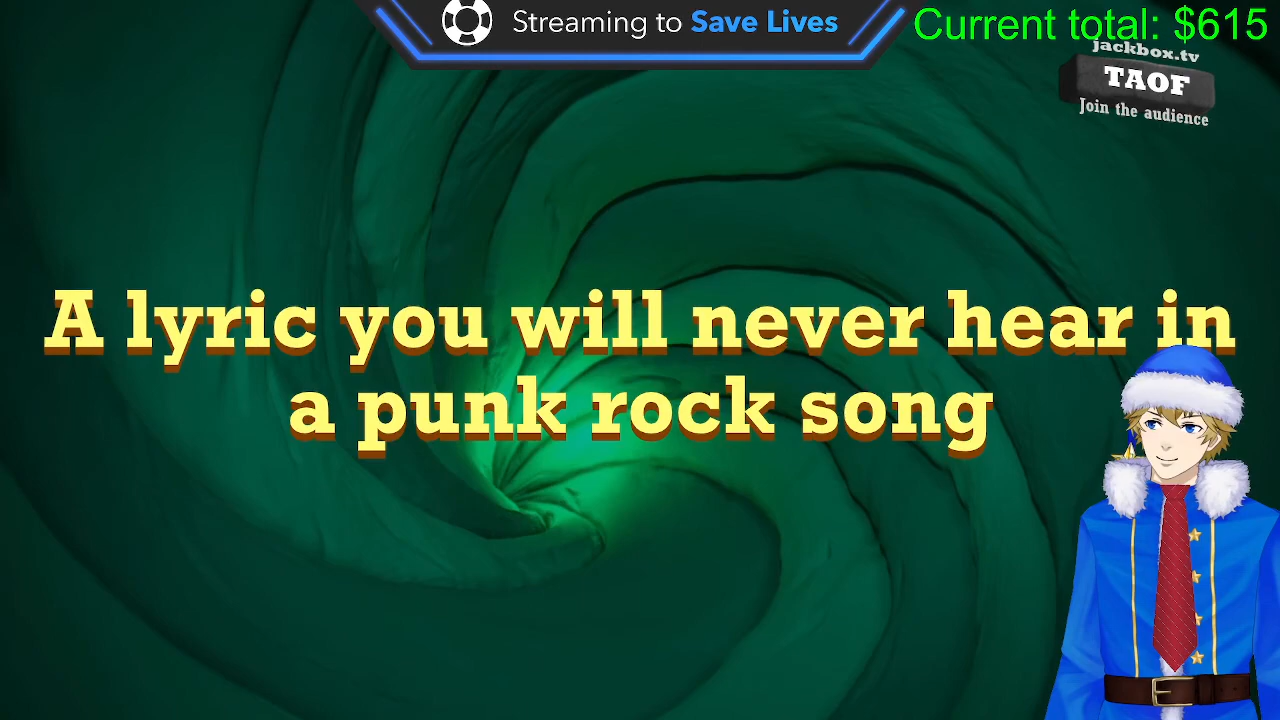 Streaming to Save Lives
Current total: $615
jackbox.tv
TAOF
Join the audience
A lyric you will never hear in
a punk rock song